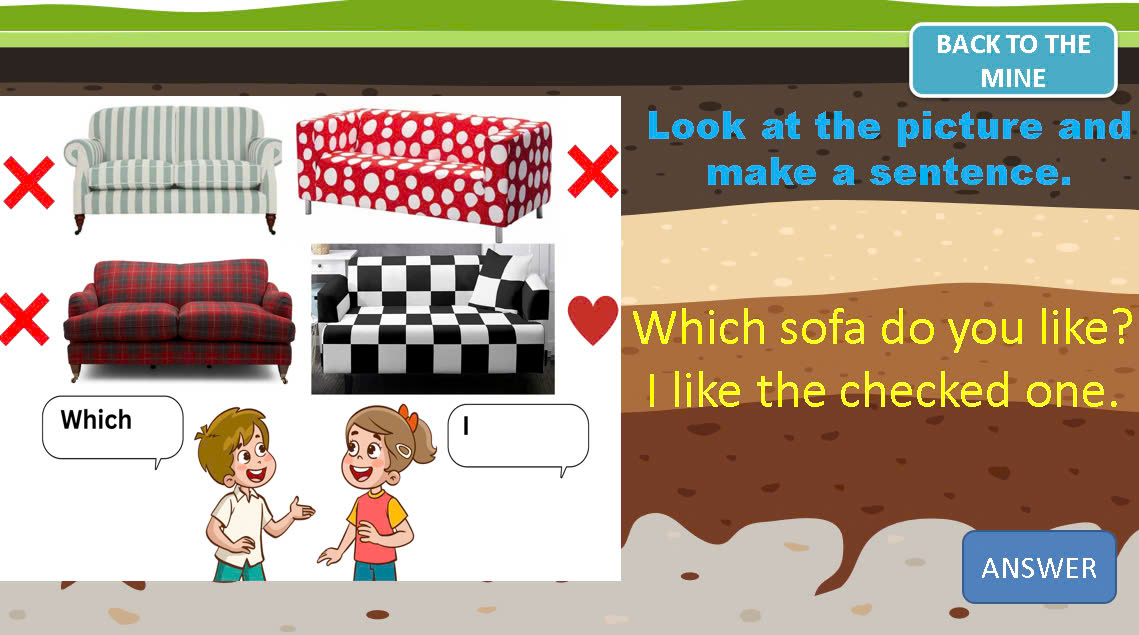 BACK TO THE
MINE
Look at the picture and
make a sentence.
Which sofa do you like?
I like the checked one.
Which
I
ANSWER